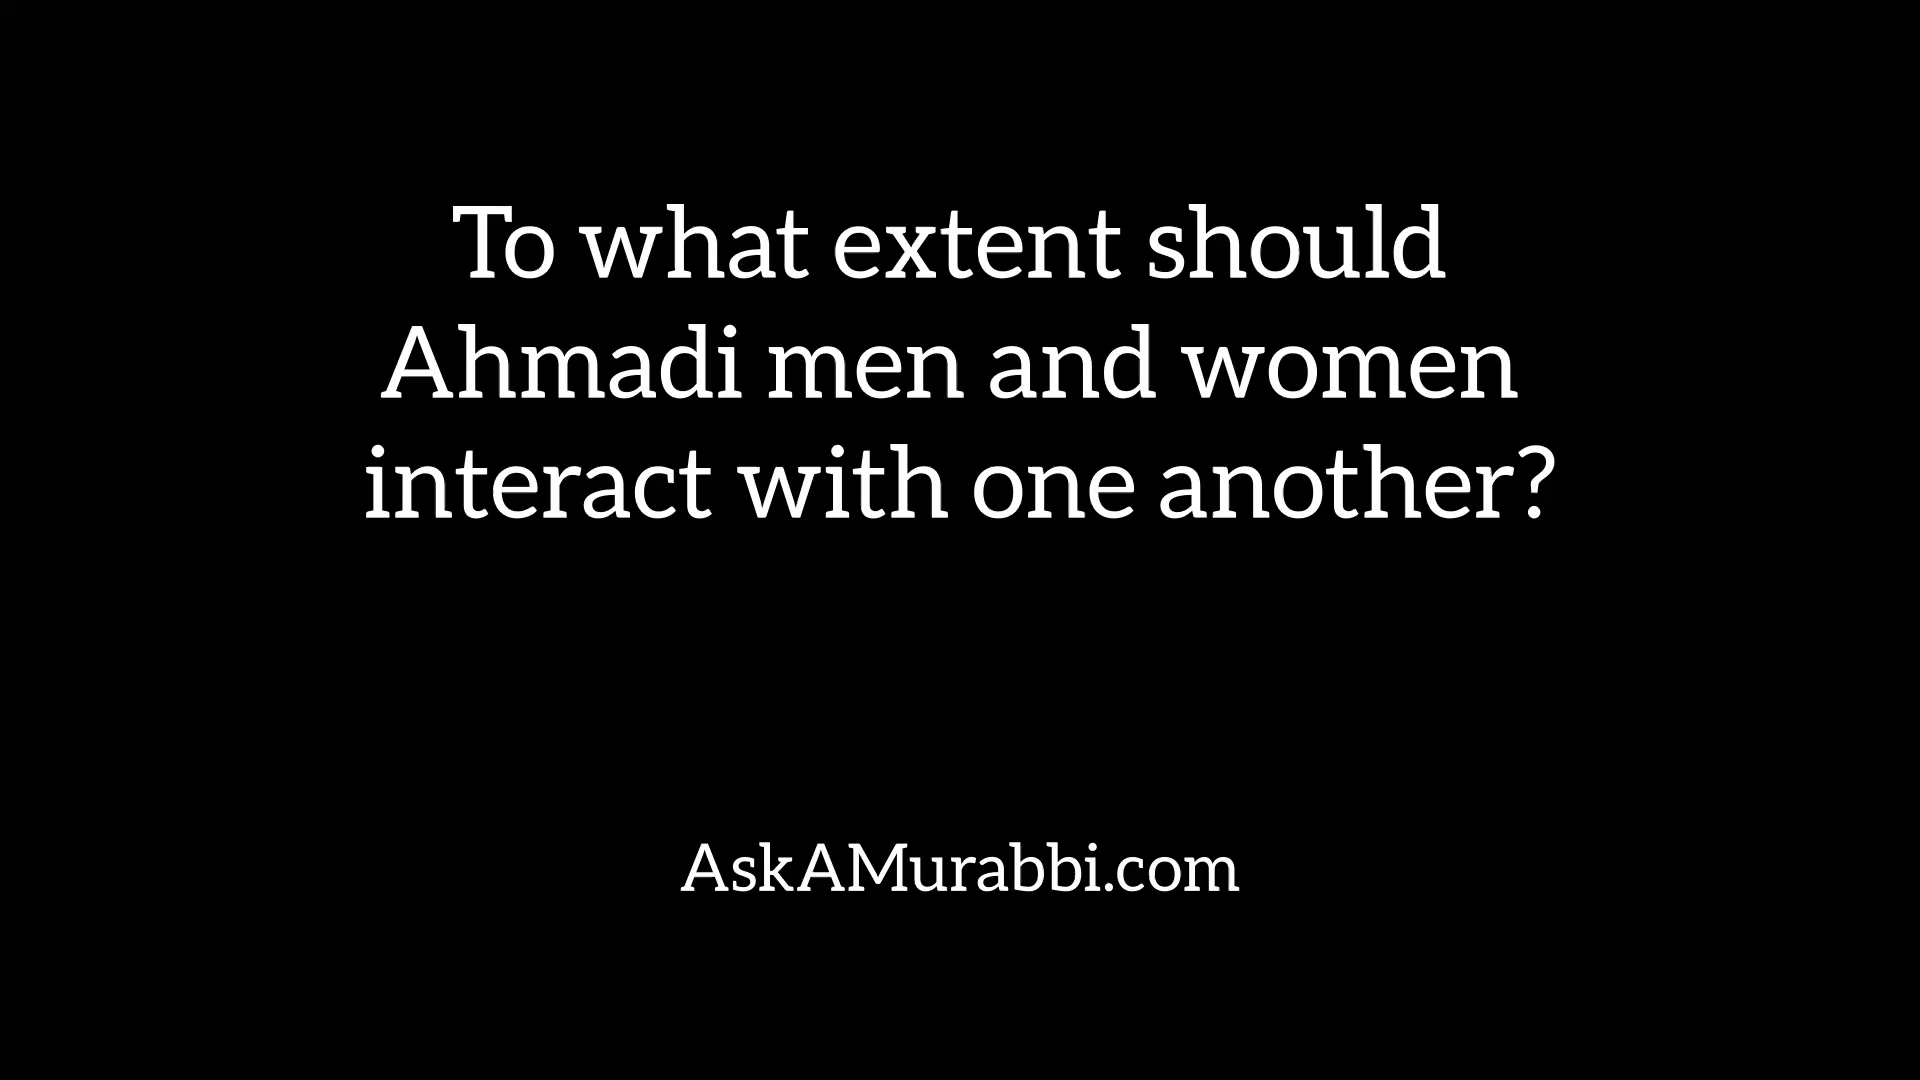 To what extent should
Ahmadi men and women
interact with one another?
AskAMurabbi.com